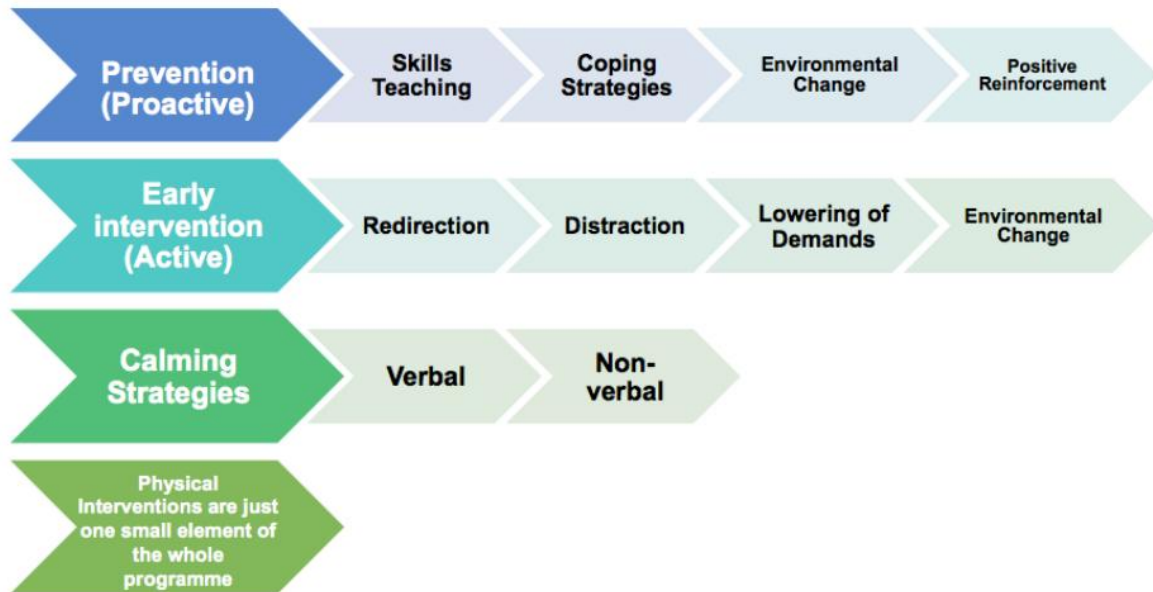 Prevention
(Proactive)
Skills
Teaching
Coping
Strategies
Environmental
Change
Positive
Reinforcement
Early
intervention
(Active)
Redirection
Distraction
Lowering of
Demands
Environmental
Change
Calming
Strategies
Verbal
Non-
verbal
Physical
Interventions are just
one small element of
the whole
programme